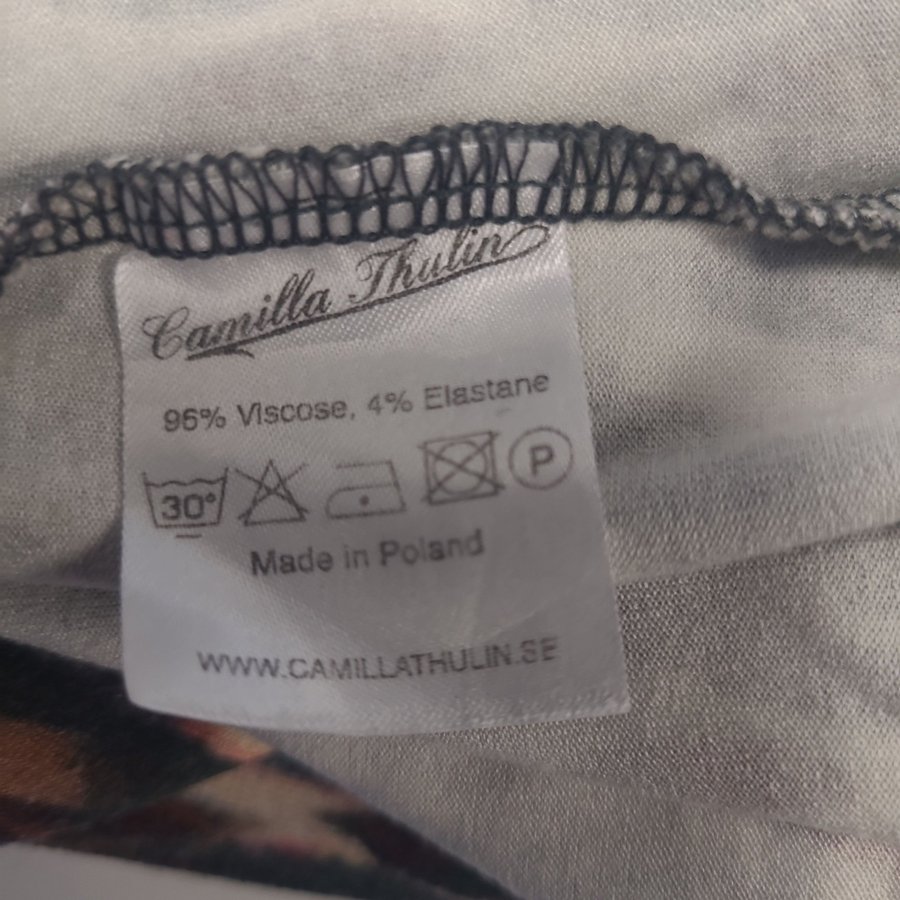 Camilla Thulin
96% Viscose, 4% Elastane
30° P
Made in Poland
WWW.CAMILLATHULIN.SE